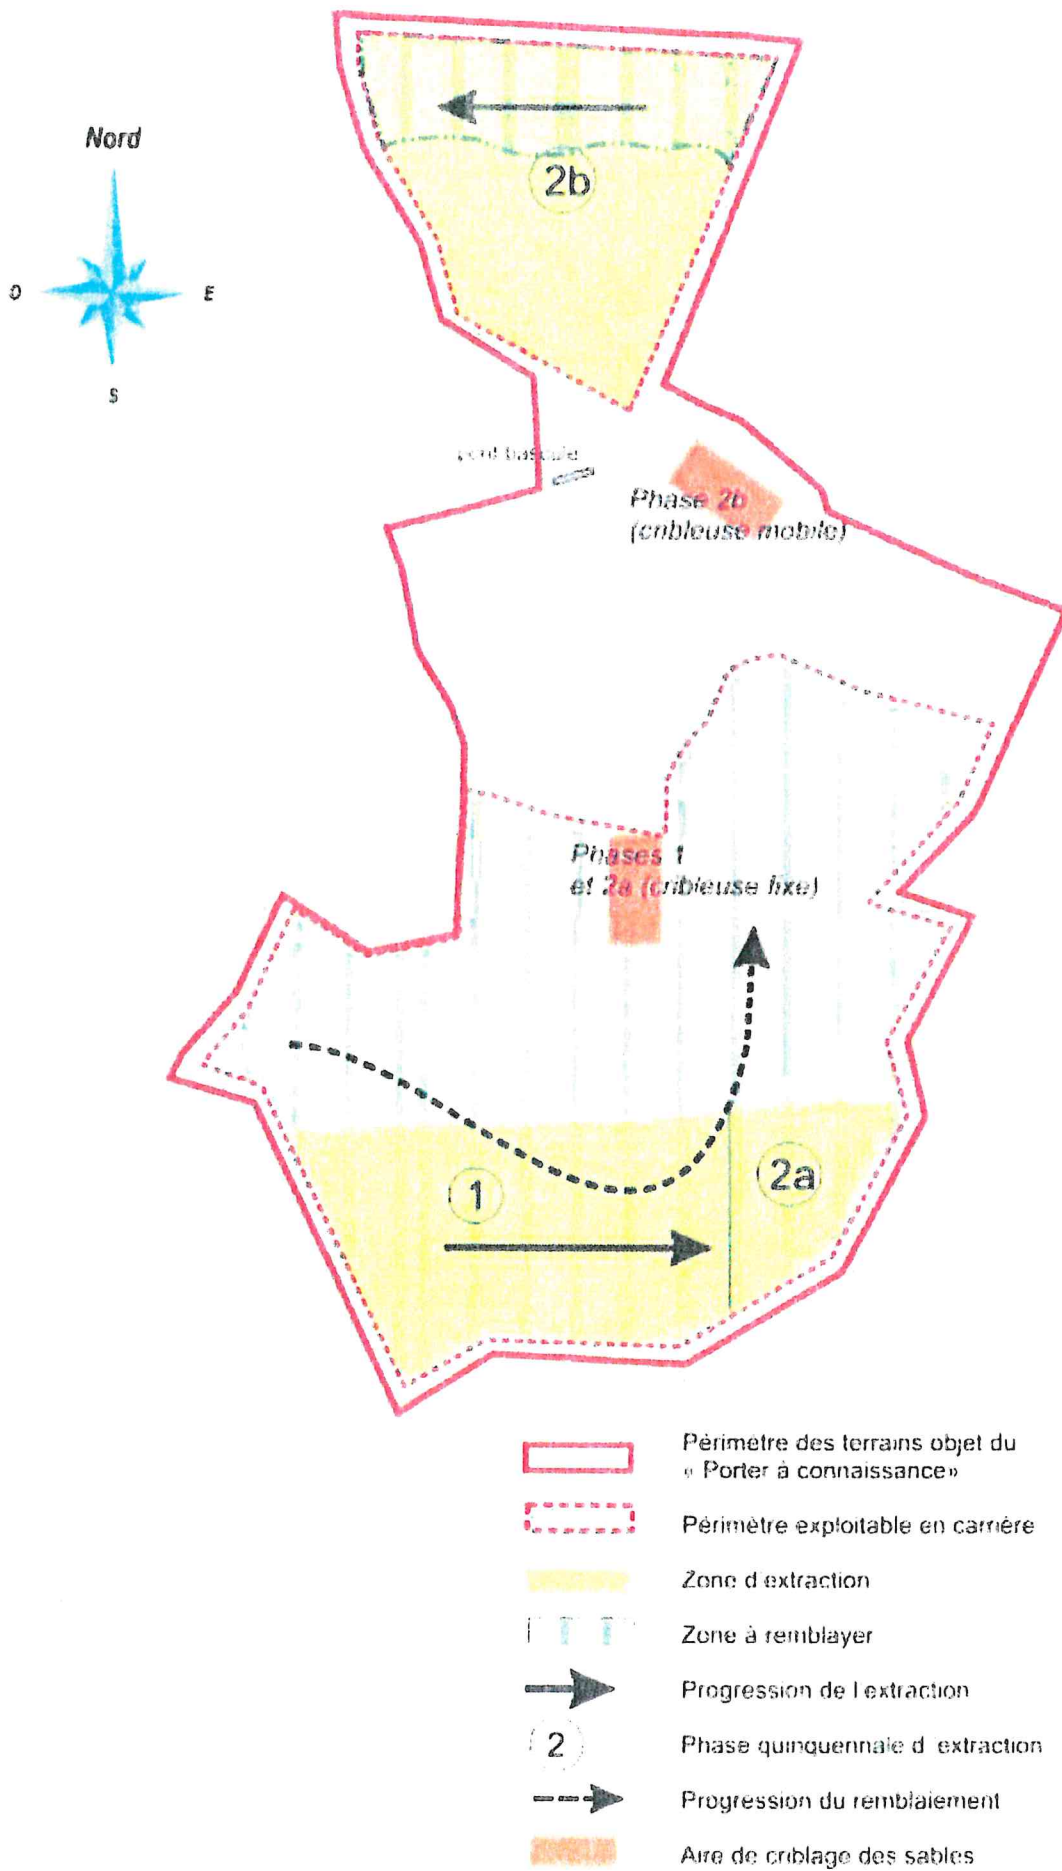 Nord
O
E
S
2b
pont bascule
Phase 2b
(cribleuse mobile)
Phases 1
et 2a (cribleuse fixe)
1
2a
Périmètre des terrains objet du
« Porter à connaissance»
Périmètre exploitable en carrière
Zone d'extraction
Zone à remblayer
Progression de l'extraction
2
Phase quinquennale d'extraction
Progression du remblaiement
Aire de criblage des sables